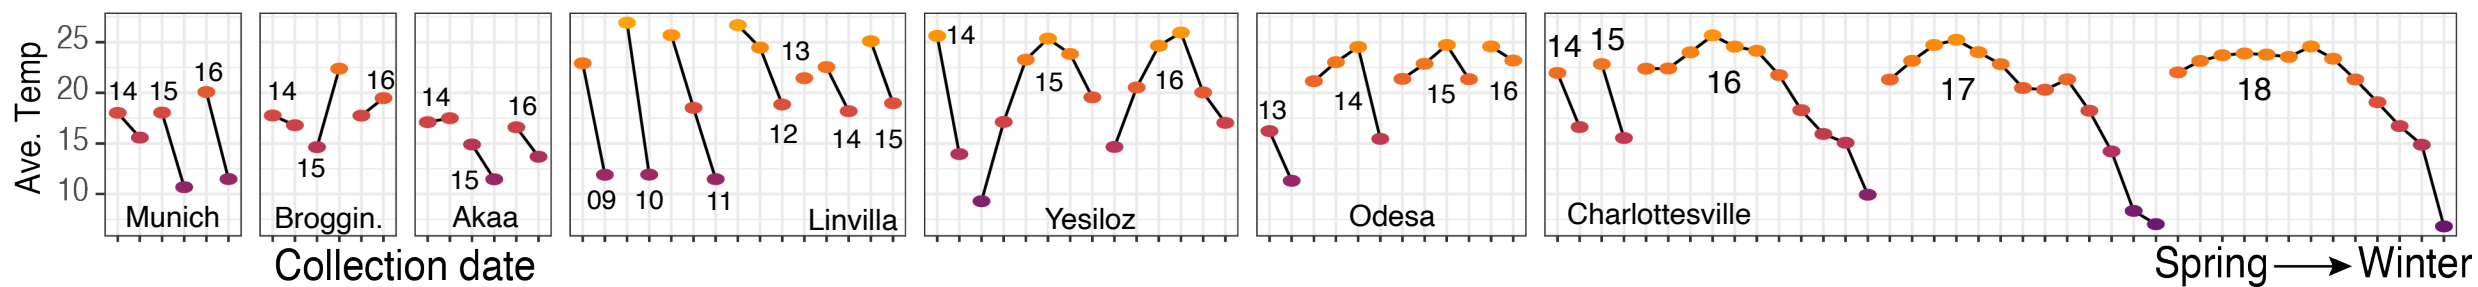 Ave. Temp
25
20
15
10
14 15 16
Munich
14 15 16
Broggin.
14 15 16
Akaa
09 10 11 12 13 14 15
Linvilla
14 15 16
Yesiloz
13 14 15 16
Odesa
14 15 16 17 18
Charlottesville
Collection date
Spring → Winter